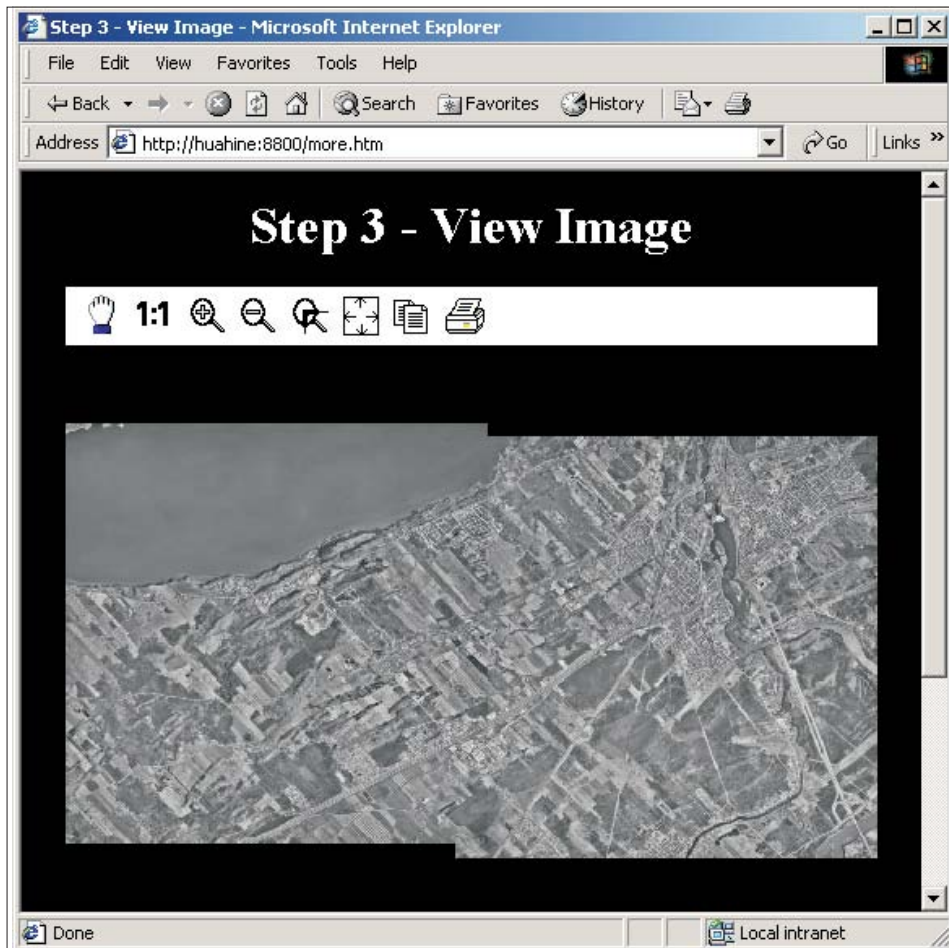 Step 3 - View Image - Microsoft Internet Explorer
File Edit View Favorites Tools Help
Back Search Favorites History
Address http://huahine:8800/more.htm Go Links »
Step 3 - View Image
1:1
Done Local intranet